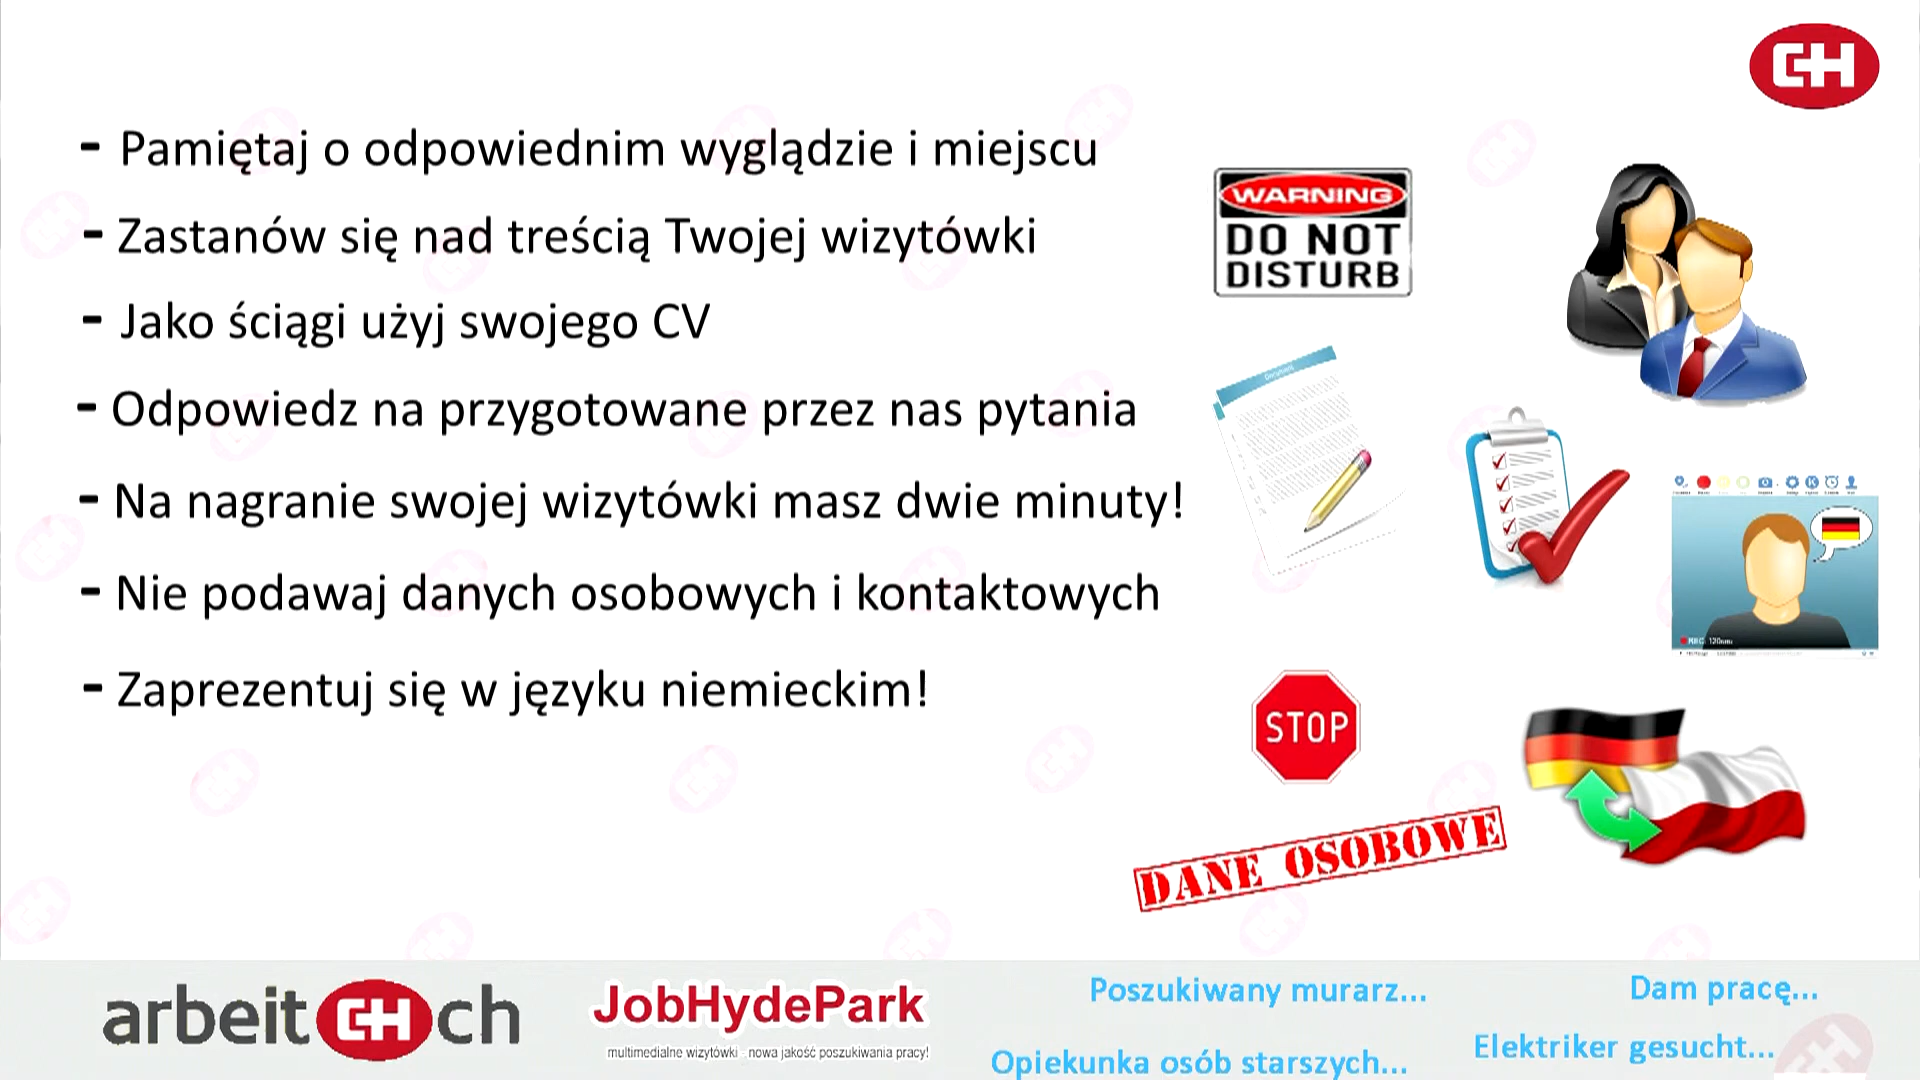 CH
- Pamiętaj o odpowiednim wyglądzie i miejscu
- Zastanów się nad treścią Twojej wizytówki
- Jako ściągi użyj swojego CV
- Odpowiedz na przygotowane przez nas pytania
- Na nagranie swojej wizytówki masz dwie minuty!
- Nie podawaj danych osobowych i kontaktowych
- Zaprezentuj się w języku niemieckim!
WARNING
DO NOT
DISTURB
Document
STOP
DANE OSOBOWE
arbeit CH ch
JobHydePark
multimedialne wizytówki - nowa jakość poszukiwania pracy!
Poszukiwany murarz...
Dam pracę...
Opiekunka osób starszych...
Elektriker gesucht...